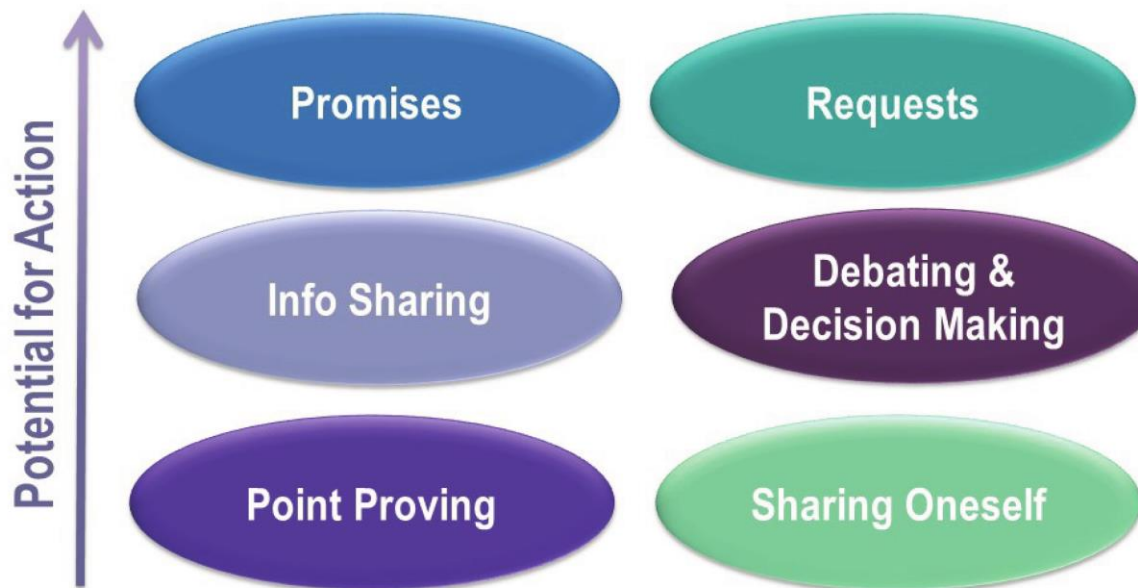 Potential for Action
Promises
Requests
Info Sharing
Debating &
Decision Making
Point Proving
Sharing Oneself